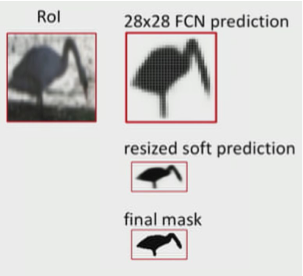 RoI
28x28 FCN prediction
resized soft prediction
final mask